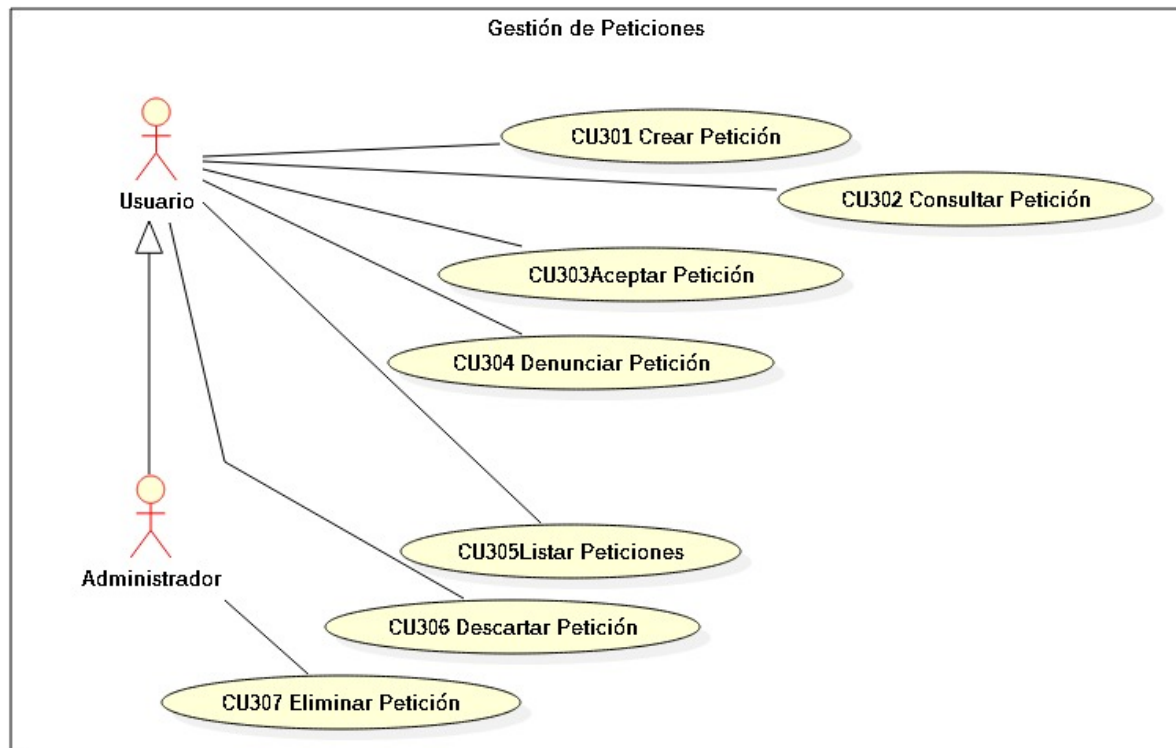 Gestión de Peticiones
CU301 Crear Petición
CU302 Consultar Petición
Usuario
CU303Aceptar Petición
CU304 Denunciar Petición
CU305Listar Peticiones
Administrador
CU306 Descartar Petición
CU307 Eliminar Petición